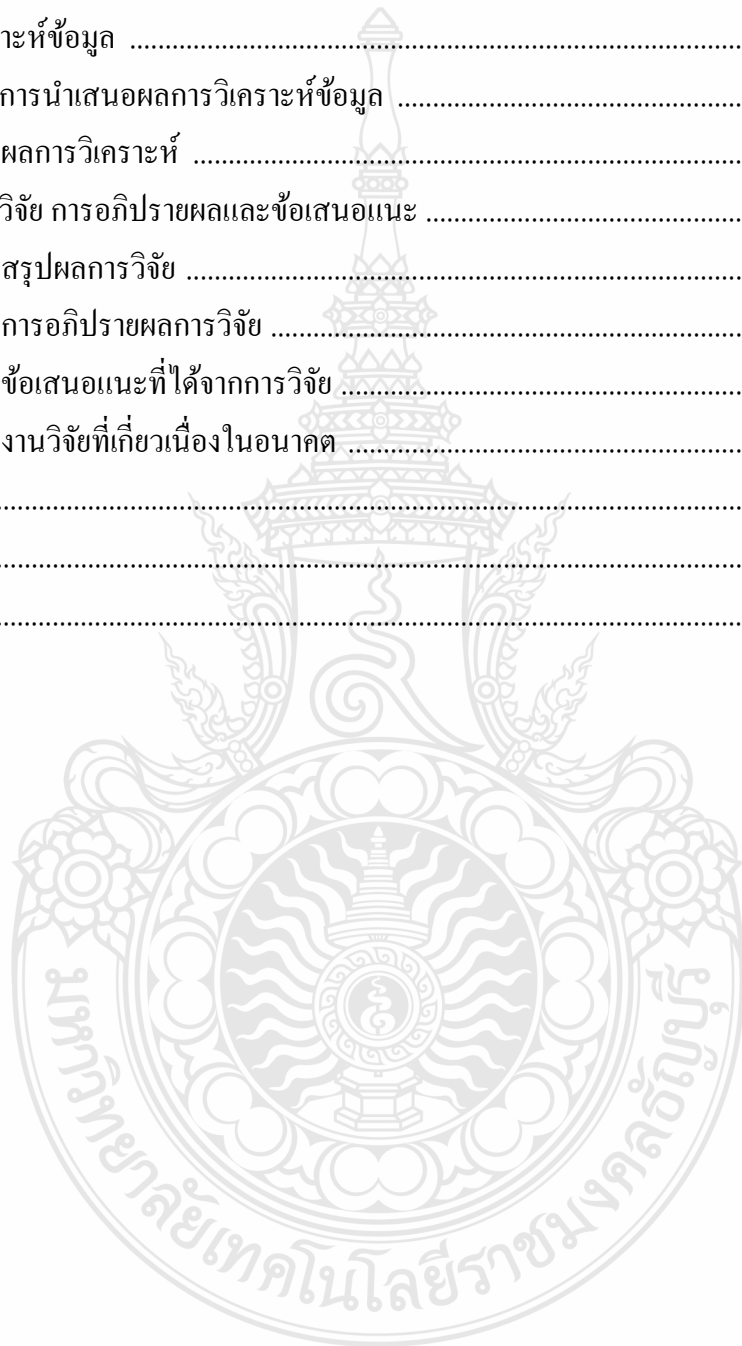 าะห์ข้อมูล ........................................................................................
การนำเสนอผลการวิเคราะห์ข้อมูล ..................................................
ผลการวิเคราะห์ ...........................................................................
วิจัย การอภิปรายผลและข้อเสนอแนะ .............................................
สรุปผลการวิจัย ................................................................................
การอภิปรายผลการวิจัย ....................................................................
ข้อเสนอแนะที่ได้จากการวิจัย .........................................................
งานวิจัยที่เกี่ยวเนื่องในอนาคต ........................................................
.............................................................................................................
.............................................................................................................
.............................................................................................................
มหาวิทยาลัยเทคโนโลยีราชมงคลธัญบุรี